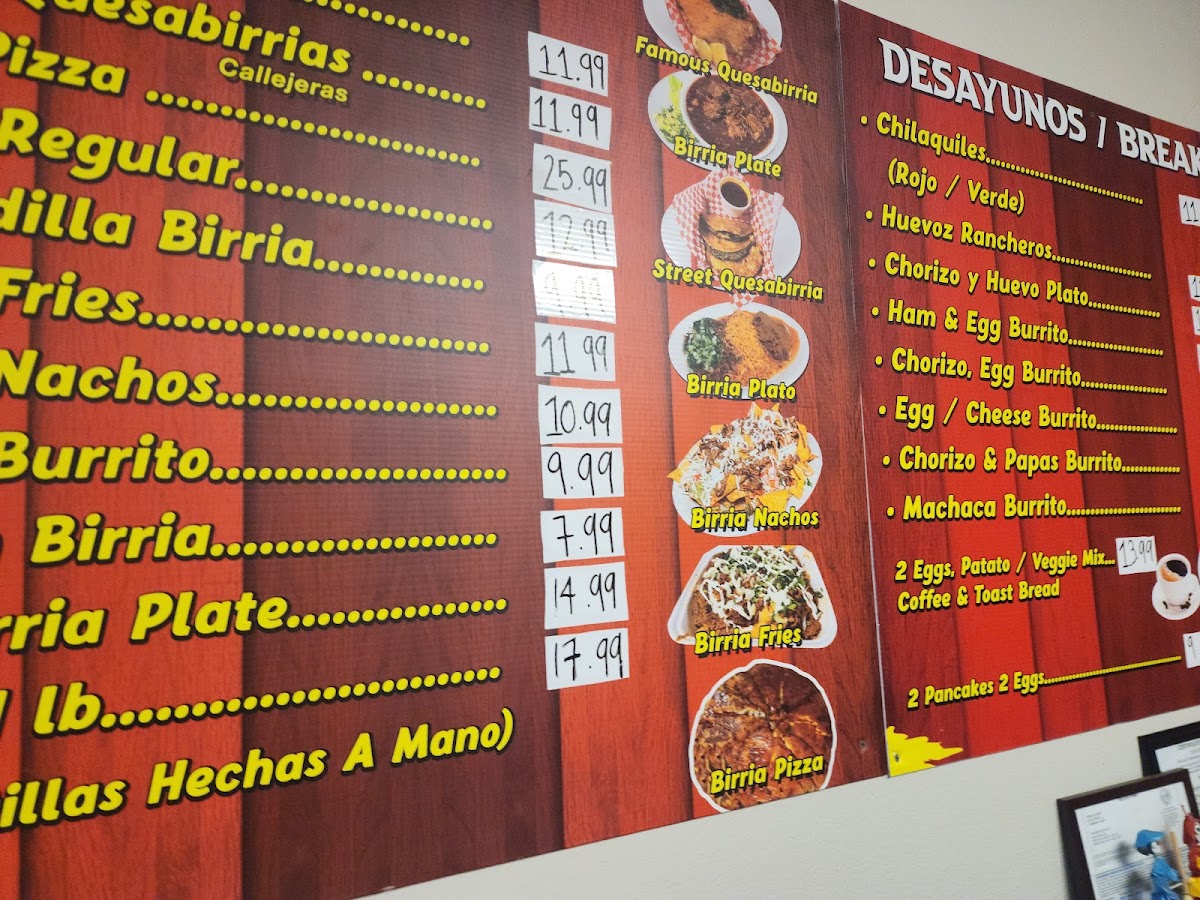 Quesabirrias
Callejeras
Pizza
Regular
dilla Birria
Fries
Nachos
Burrito
Birria
rria Plate
1 lb
illas Hechas A Mano)
11.99
11.99
25.99
12.99
9.99
11.99
10.99
9.99
7.99
14.99
17.99
Famous Quesabirria
Birria Plate
Street Quesabirria
Birria Plato
Birria Nachos
Birria Fries
Birria Pizza
DESAYUNOS / BREAK
• Chilaquiles
(Rojo / Verde)
• Huevoz Rancheros
• Chorizo y Huevo Plato
• Ham & Egg Burrito
• Chorizo, Egg Burrito
• Egg / Cheese Burrito
• Chorizo & Papas Burrito
• Machaca Burrito
2 Eggs, Patato / Veggie Mix... 13.99
Coffee & Toast Bread
2 Pancakes 2 Eggs